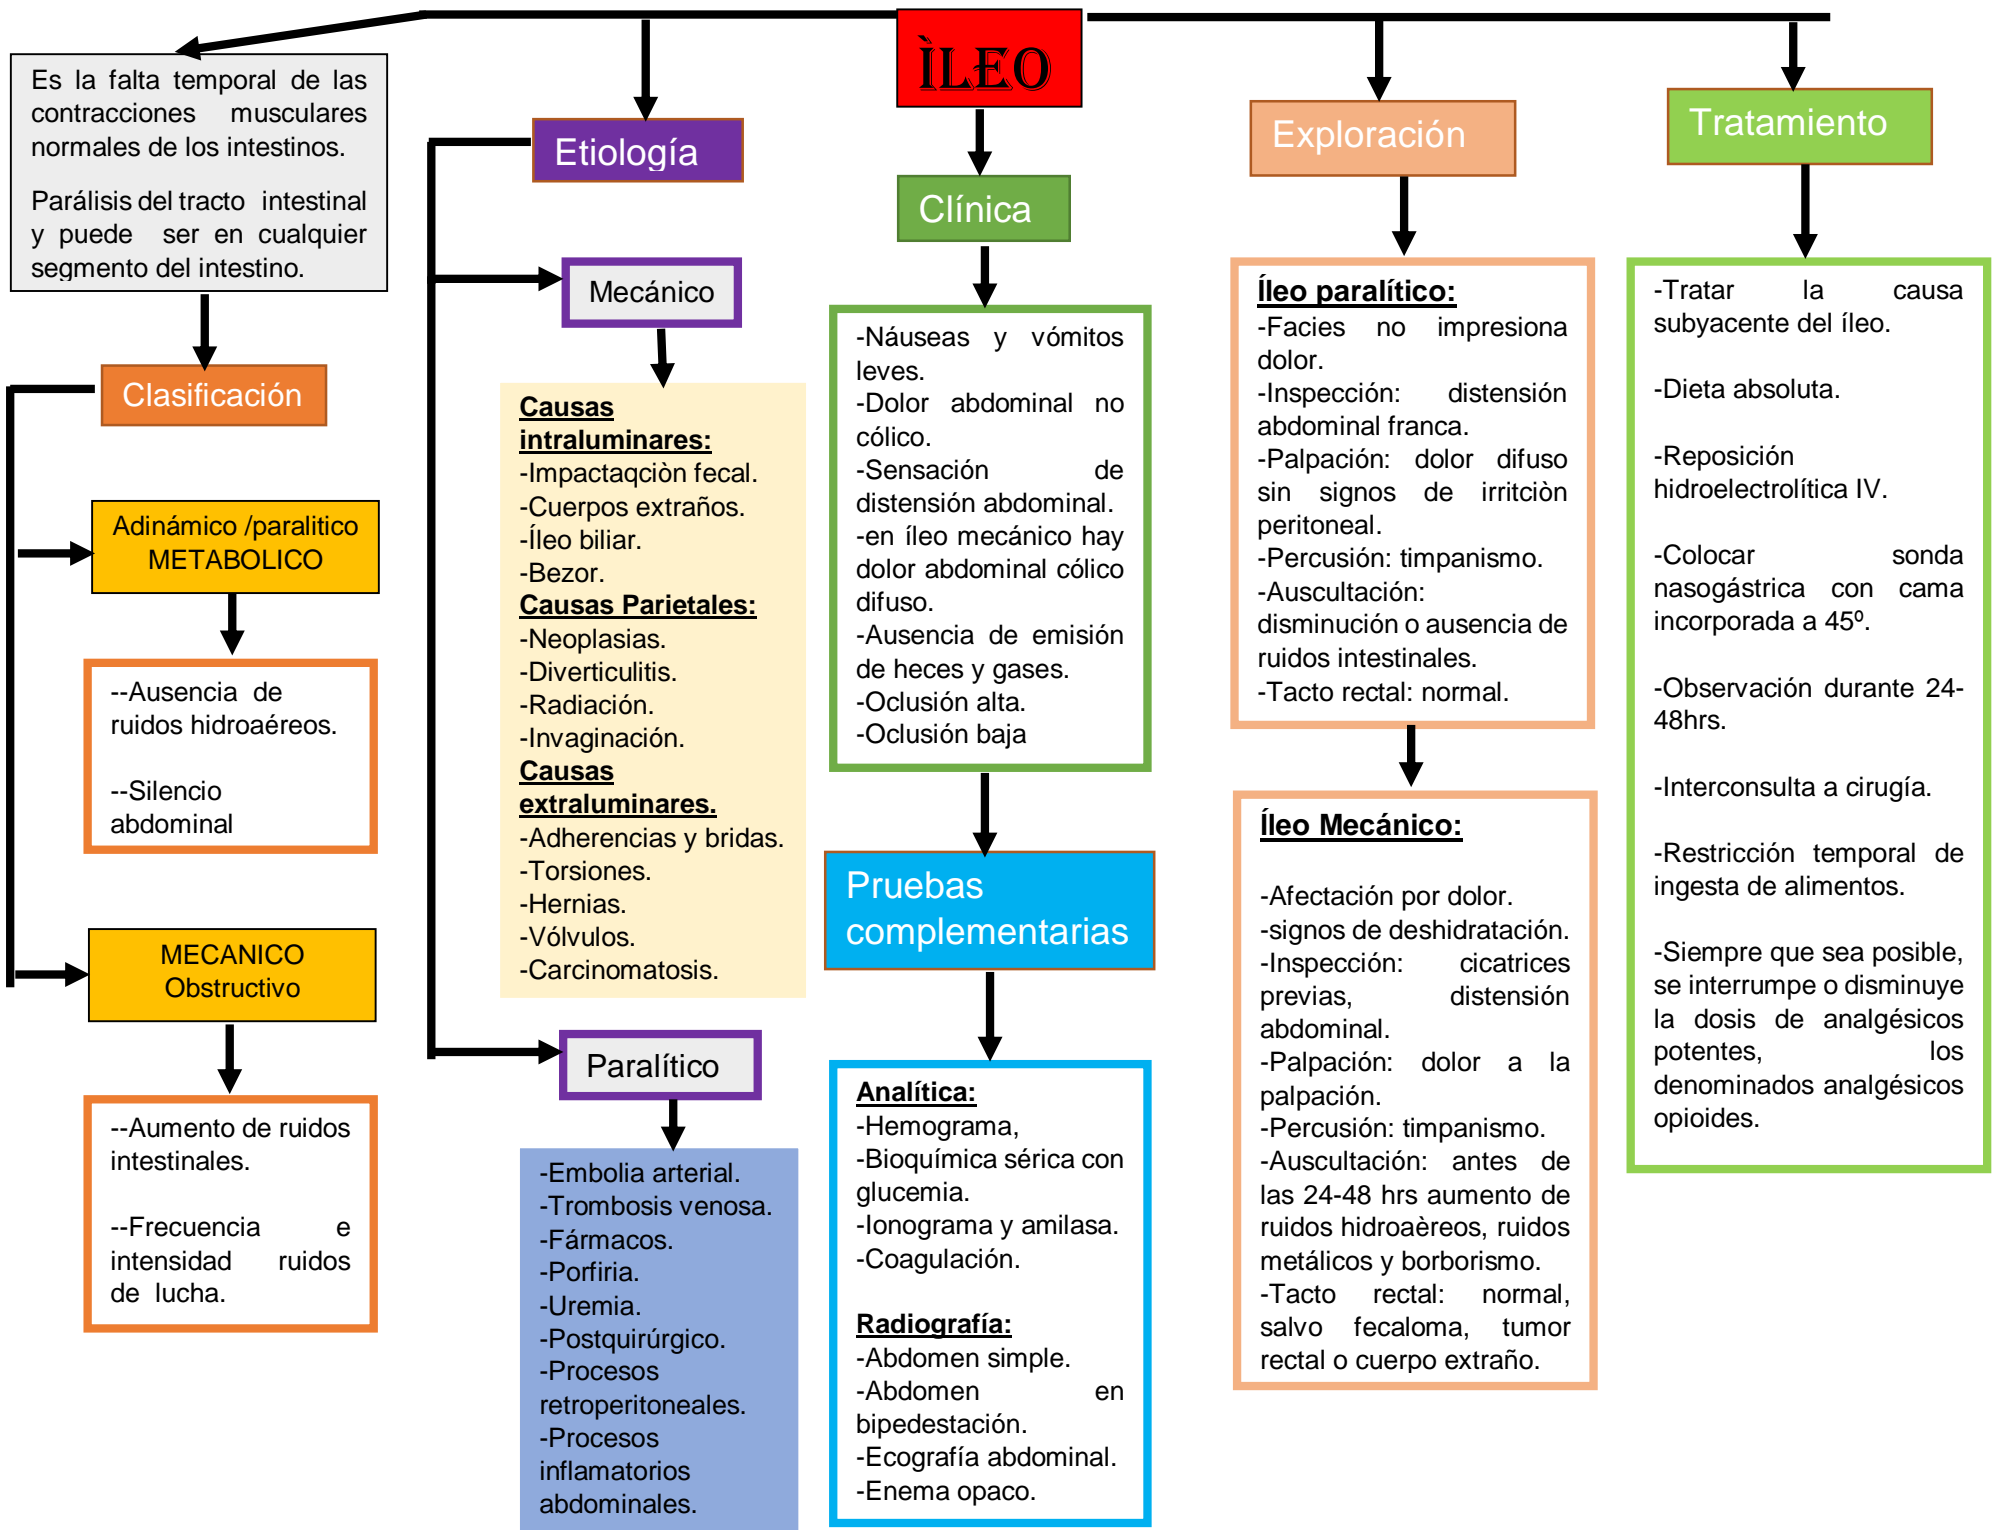 ÌLEO
Es la falta temporal de las
contracciones musculares
normales de los intestinos.
Parálisis del tracto intestinal
y puede ser en cualquier
segmento del intestino.
Clasificación
Adinámico /paralitico
METABOLICO
--Ausencia de
ruidos hidroaéreos.
--Silencio
abdominal
MECANICO
Obstructivo
--Aumento de ruidos
intestinales.
--Frecuencia e
intensidad ruidos
de lucha.
Etiología
Mecánico
Causas
intraluminares:
-Impactaqciòn fecal.
-Cuerpos extraños.
-Íleo biliar.
-Bezor.
Causas Parietales:
-Neoplasias.
-Diverticulitis.
-Radiación.
-Invaginación.
Causas
extraluminares.
-Adherencias y bridas.
-Torsiones.
-Hernias.
-Vólvulos.
-Carcinomatosis.
Paralítico
-Embolia arterial.
-Trombosis venosa.
-Fármacos.
-Porfiria.
-Uremia.
-Postquirúrgico.
-Procesos
retroperitoneales.
-Procesos
inflamatorios
abdominales.
Clínica
-Náuseas y vómitos
leves.
-Dolor abdominal no
cólico.
-Sensación de
distensión abdominal.
-en íleo mecánico hay
dolor abdominal cólico
difuso.
-Ausencia de emisión
de heces y gases.
-Oclusión alta.
-Oclusión baja
Pruebas
complementarias
Analítica:
-Hemograma,
-Bioquímica sérica con
glucemia.
-Ionograma y amilasa.
-Coagulación.
Radiografía:
-Abdomen simple.
-Abdomen en
bipedestación.
-Ecografía abdominal.
-Enema opaco.
Exploración
Íleo paralítico:
-Facies no impresiona
dolor.
-Inspección: distensión
abdominal franca.
-Palpación: dolor difuso
sin signos de irritciòn
peritoneal.
-Percusión: timpanismo.
-Auscultación:
disminución o ausencia de
ruidos intestinales.
-Tacto rectal: normal.
Íleo Mecánico:
-Afectación por dolor.
-signos de deshidratación.
-Inspección: cicatrices
previas, distensión
abdominal.
-Palpación: dolor a la
palpación.
-Percusión: timpanismo.
-Auscultación: antes de
las 24-48 hrs aumento de
ruidos hidroaèreos, ruidos
metálicos y borborismo.
-Tacto rectal: normal,
salvo fecaloma, tumor
rectal o cuerpo extraño.
Tratamiento
-Tratar la causa
subyacente del íleo.
-Dieta absoluta.
-Reposición
hidroelectrolítica IV.
-Colocar sonda
nasogástrica con cama
incorporada a 45º.
-Observación durante 24-
48hrs.
-Interconsulta a cirugía.
-Restricción temporal de
ingesta de alimentos.
-Siempre que sea posible,
se interrumpe o disminuye
la dosis de analgésicos
potentes, los
denominados analgésicos
opioides.